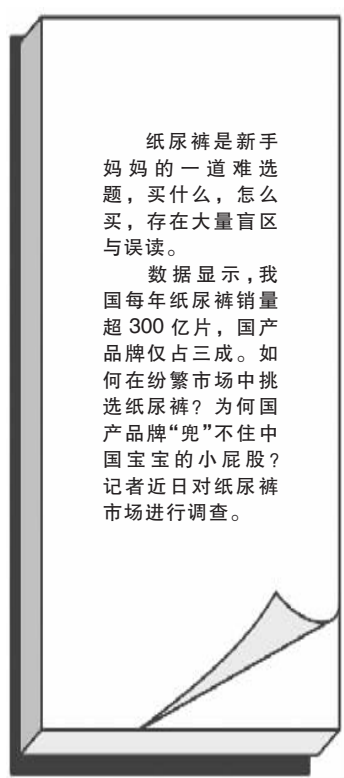 纸尿裤是新手
妈妈的一道难选
题，买什么，怎么
买，存在大量盲区
与误读。
数据显示，我
国每年纸尿裤销量
超 300 亿片，国产
品牌仅占三成。如
何在纷繁市场中挑
选纸尿裤？为何国
产品牌“兜”不住中
国宝宝的小屁股？
记者近日对纸尿裤
市场进行调查。